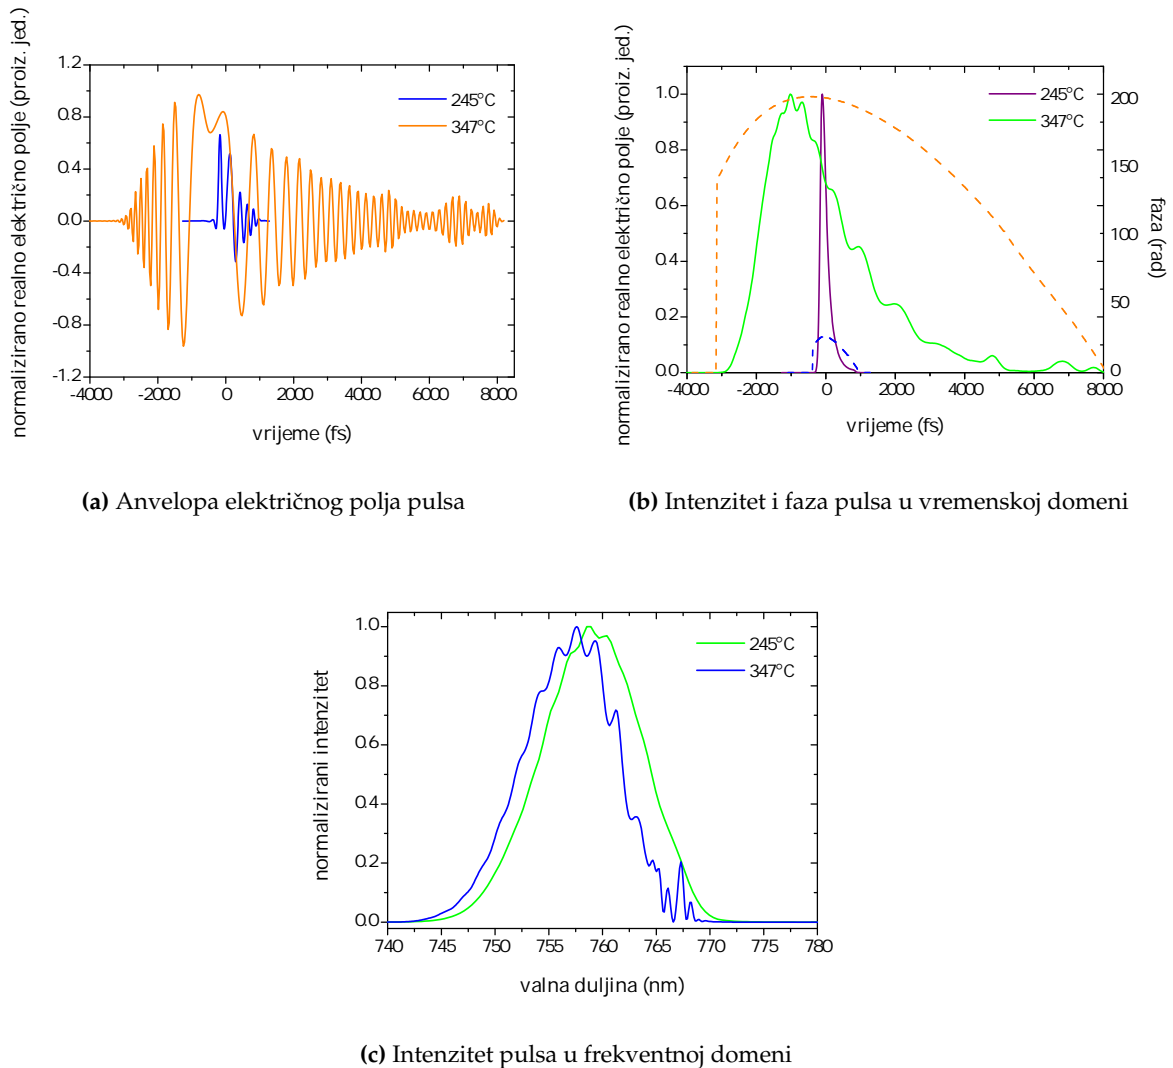 normalizirano realno električno polje (proiz. jed.)
1.2
0.8
0.4
0.0
-0.4
-0.8
-1.2
-4000 -2000 0 2000 4000 6000 8000
vrijeme (fs)
245°C
347°C
(a) Anvelopa električnog polja pulsa
normalizirano realno električno polje (proiz. jed.)
1.0
0.8
0.6
0.4
0.2
0.0
-4000 -2000 0 2000 4000 6000 8000
vrijeme (fs)
245°C
347°C
200
150
100
50
0
faza (rad)
(b) Intenzitet i faza pulsa u vremenskoj domeni
normalizirani intenzitet
1.0
0.8
0.6
0.4
0.2
0.0
740 745 750 755 760 765 770 775 780
valna duljina (nm)
245°C
347°C
(c) Intenzitet pulsa u frekventnoj domeni